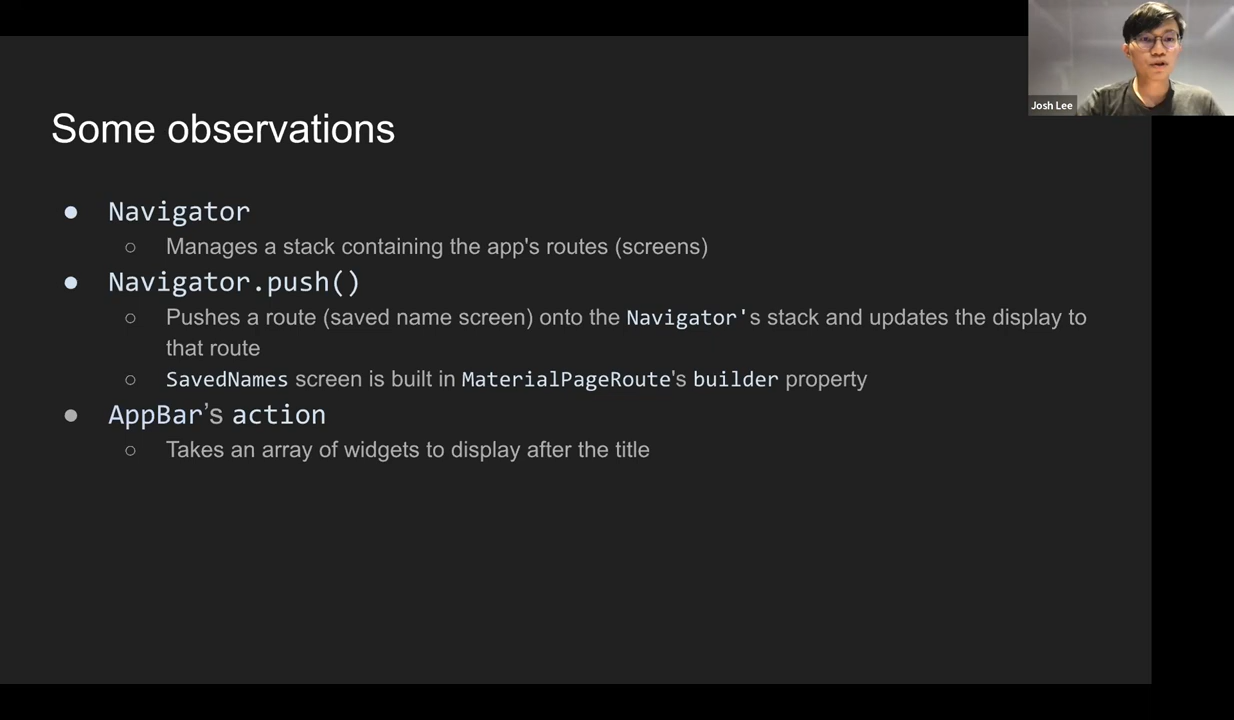 Josh Lee
Some observations
● Navigator
○ Manages a stack containing the app's routes (screens)
● Navigator.push()
○ Pushes a route (saved name screen) onto the Navigator's stack and updates the display to
that route
○ SavedNames screen is built in MaterialPageRoute's builder property
● AppBar’s action
○ Takes an array of widgets to display after the title